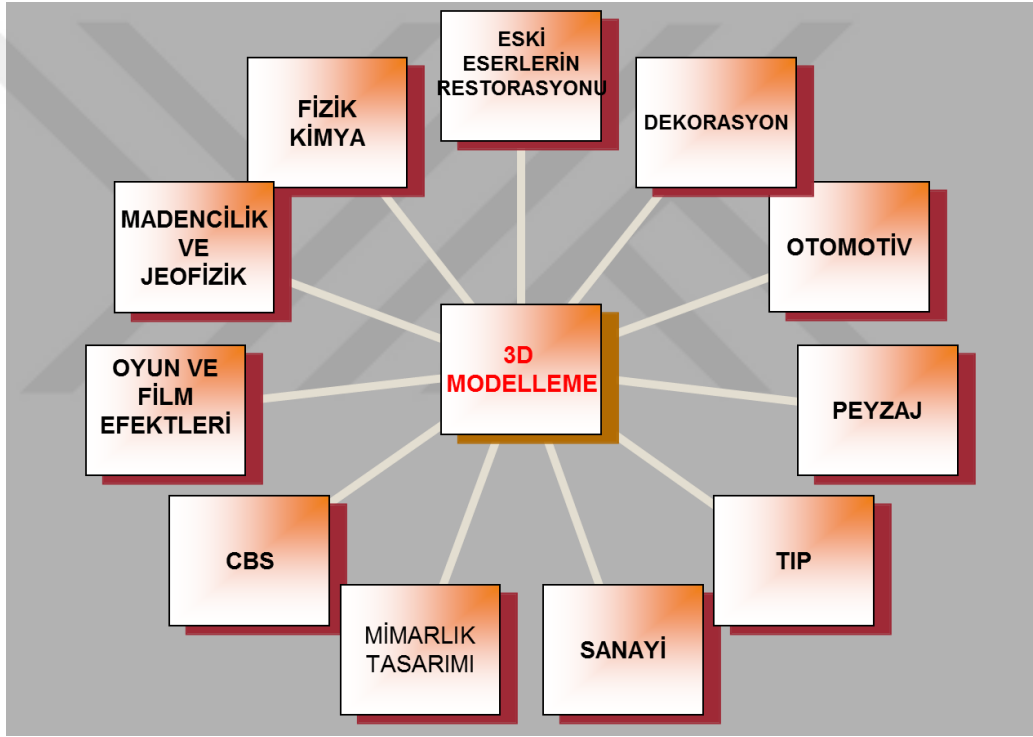 ESKİ
ESERLERİN
RESTORASYONU
FİZİK
KİMYA
DEKORASYON
MADENCİLİK
VE
JEOFİZİK
OTOMOTİV
3D
MODELLEME
OYUN VE
FİLM
EFEKTLERİ
PEYZAJ
CBS
TIP
MİMARLIK
TASARIMI
SANAYİ